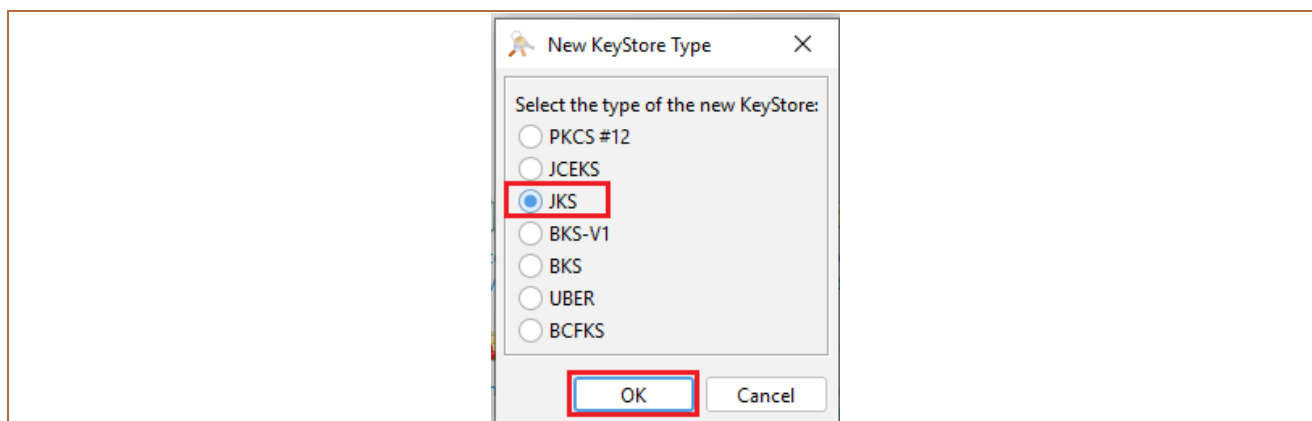 New KeyStore Type
Select the type of the new KeyStore:
PKCS #12
JCEKS
JKS
BKS-V1
BKS
UBER
BCFKS
OK Cancel